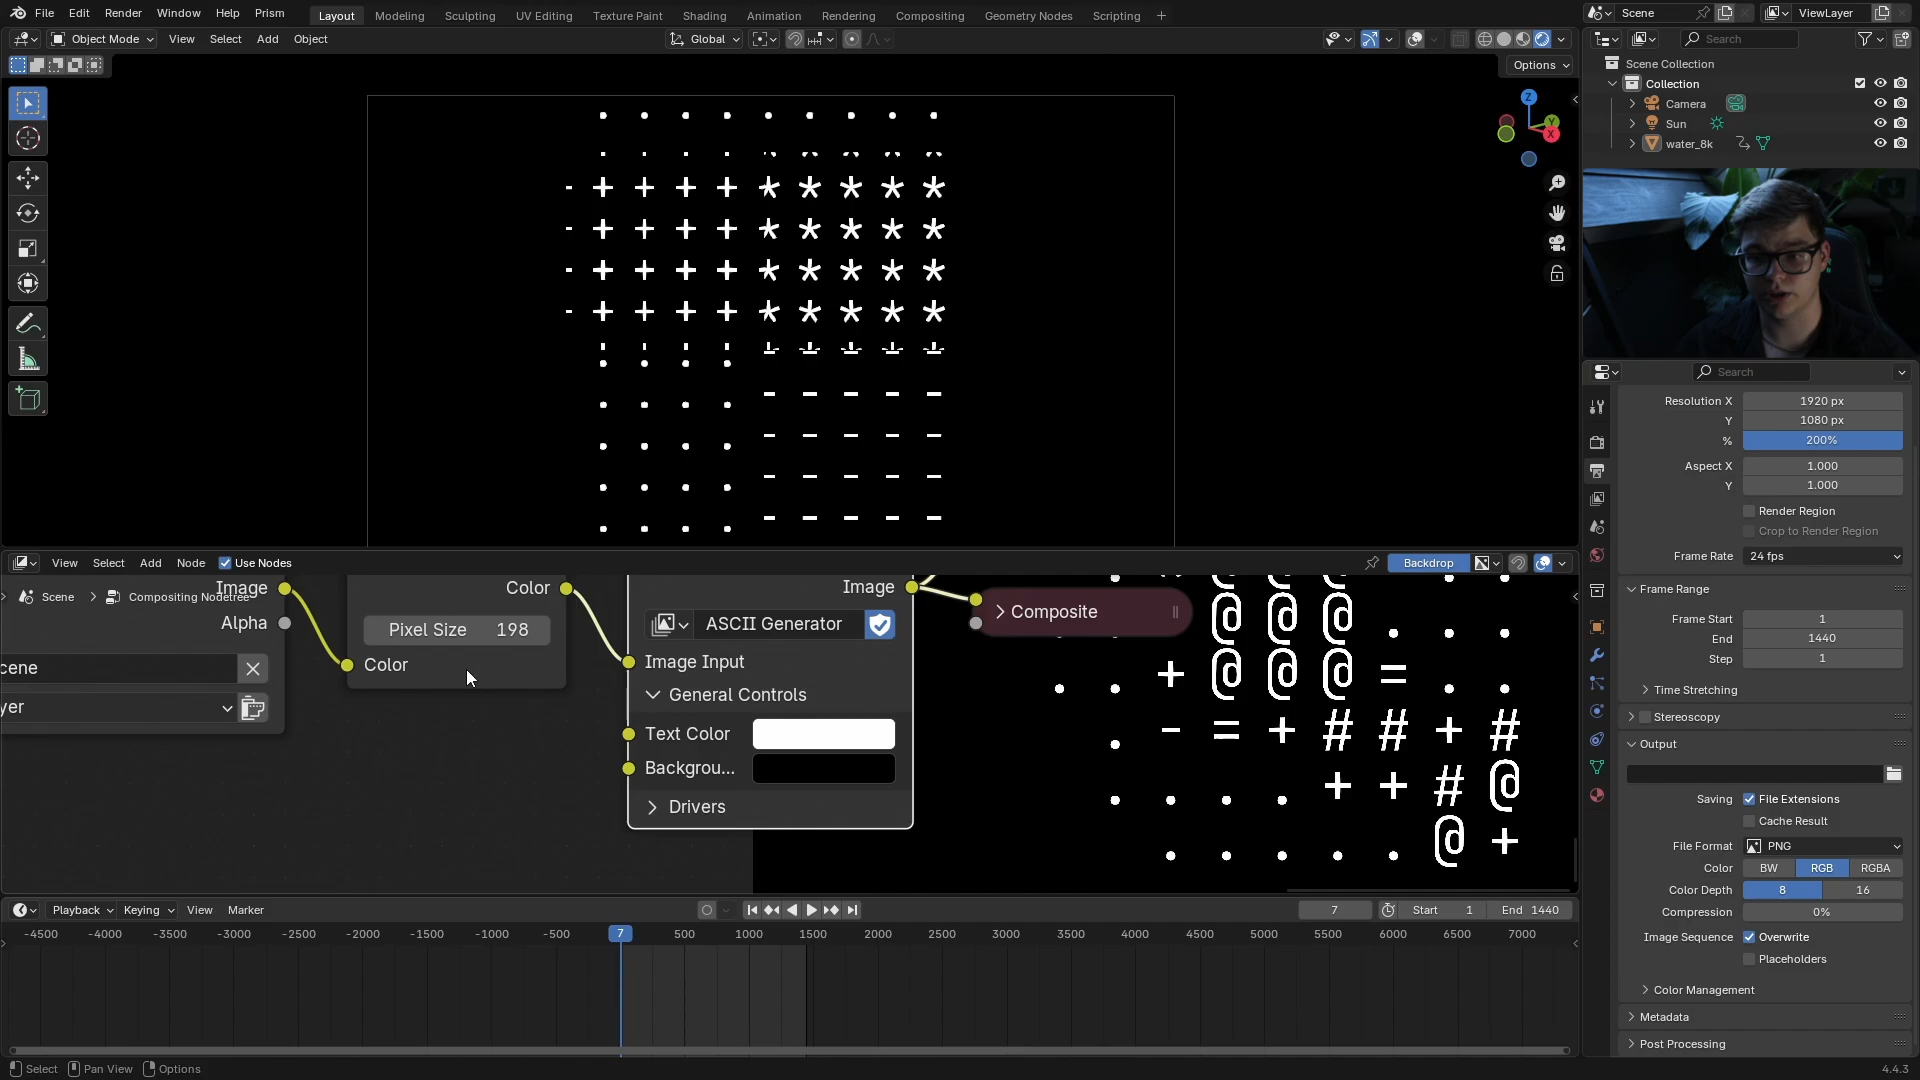 File Edit Render Window Help Prism Layout Modeling Sculpting UV Editing Texture Paint Shading Animation Rendering Compositing Geometry Nodes Scripting + Scene ViewLayer
Object Mode View Select Add Object Global Search
Options
Scene Collection
Collection
Camera
Sun
water_8k
Z
Y
X
. . . . . . . . .
- + + + + * * * * *
- + + + + * * * * *
- + + + + * * * * *
- + + + + * * * * *
. . . . - - - - -
. . . . - - - - -
. . . . - - - - -
. . . . - - - - -
. . . .
Search
Resolution X 1920 px
Y 1080 px
% 200%
Aspect X 1.000
Y 1.000
Render Region
Crop to Render Region
Frame Rate 24 fps
Frame Range
Frame Start 1
End 1440
Step 1
Time Stretching
Stereoscopy
Output
Saving File Extensions
Cache Result
File Format PNG
Color BW RGB RGBA
Color Depth 8 16
Compression 0%
Image Sequence Overwrite
Placeholders
Color Management
Metadata
Post Processing
View Select Add Node Use Nodes Backdrop
Scene Compositing Nodetree
Image
Alpha
cene
yer
Color
Pixel Size 198
Color
Image
ASCII Generator
Image Input
General Controls
Text Color
Backgrou...
Drivers
Composite
@ @ @ . . .
. . + @ @ @ = . .
. - = + # # + #
. . . . + + # @
. . . . . @ +
Playback Keying View Marker 7 Start 1 End 1440
-4500 -4000 -3500 -3000 -2500 -2000 -1500 -1000 -500 7 500 1000 1500 2000 2500 3000 3500 4000 4500 5000 5500 6000 6500 7000
Select Pan View Options 4.4.3